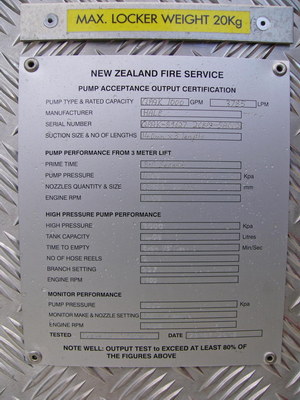 MAX. LOCKER WEIGHT 20Kg
NEW ZEALAND FIRE SERVICE
PUMP ACCEPTANCE OUTPUT CERTIFICATION
PUMP TYPE & RATED CAPACITY GPM 3785 LPM
MANUFACTURER HALE
SERIAL NUMBER
SUCTION SIZE & NO OF LENGTHS
PUMP PERFORMANCE FROM 3 METER LIFT
PRIME TIME
PUMP PRESSURE Kpa
NOZZLES QUANTITY & SIZE mm
ENGINE RPM
HIGH PRESSURE PUMP PERFORMANCE
HIGH PRESSURE Kpa
TANK CAPACITY Litres
TIME TO EMPTY Min/Sec
NO OF HOSE REELS
BRANCH SETTING
ENGINE RPM
MONITOR PERFORMANCE
PUMP PRESSURE Kpa
MONITOR MAKE & NOZZLE SETTING
ENGINE RPM
TESTED DATE
NOTE WELL: OUTPUT TEST to EXCEED AT LEAST 80% OF
THE FIGURES ABOVE